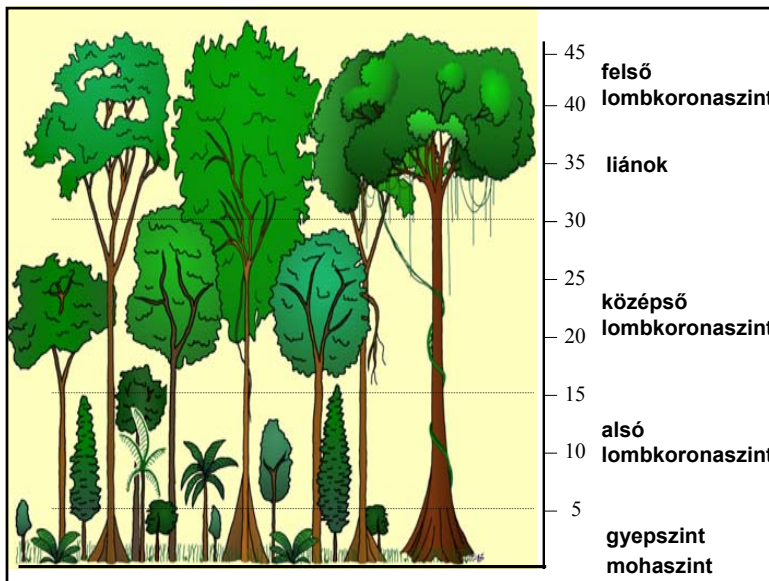 45
felső
lombkoronaszint
40
35
liánok
30
25
középső
lombkoronaszint
20
15
alsó
lombkoronaszint
10
5
gyepszint
mohaszint